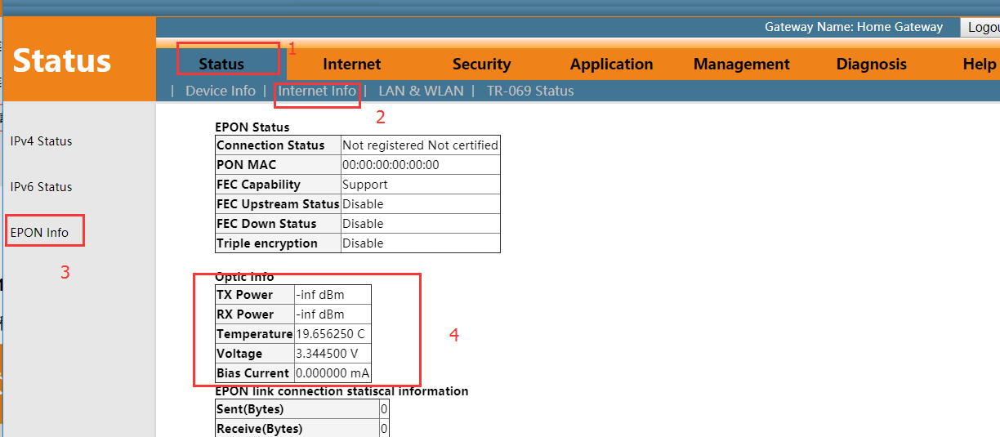 Gateway Name: Home Gateway Logou
Status
Status Internet Security Application Management Diagnosis Help
1
| Device Info | Internet Info | LAN & WLAN | TR-069 Status
2
IPv4 Status
IPv6 Status
EPON Info
3
EPON Status
Connection Status Not registered Not certified
PON MAC 00:00:00:00:00:00
FEC Capability Support
FEC Upstream Status Disable
FEC Down Status Disable
Triple encryption Disable
Optic Info
TX Power -inf dBm
RX Power -inf dBm
Temperature 19.656250 C
Voltage 3.344500 V
Bias Current 0.000000 mA
4
EPON link connection statiscal information
Sent(Bytes) 0
Receive(Bytes) 0